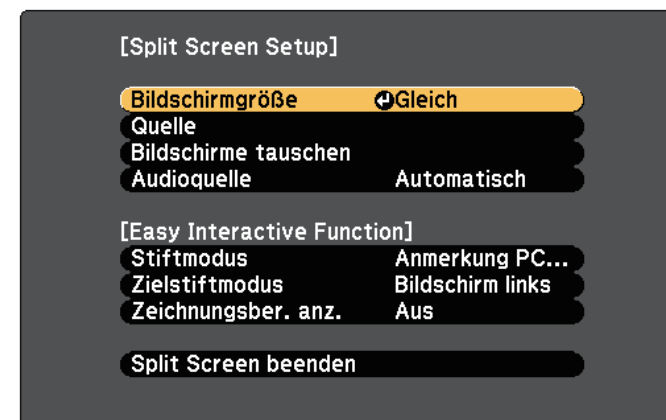 [Split Screen Setup]
Bildschirmgröße Gleich
Quelle
Bildschirme tauschen
Audioquelle Automatisch
[Easy Interactive Function]
Stiftmodus Anmerkung PC...
Zielstiftmodus Bildschirm links
Zeichnungsber. anz. Aus
Split Screen beenden